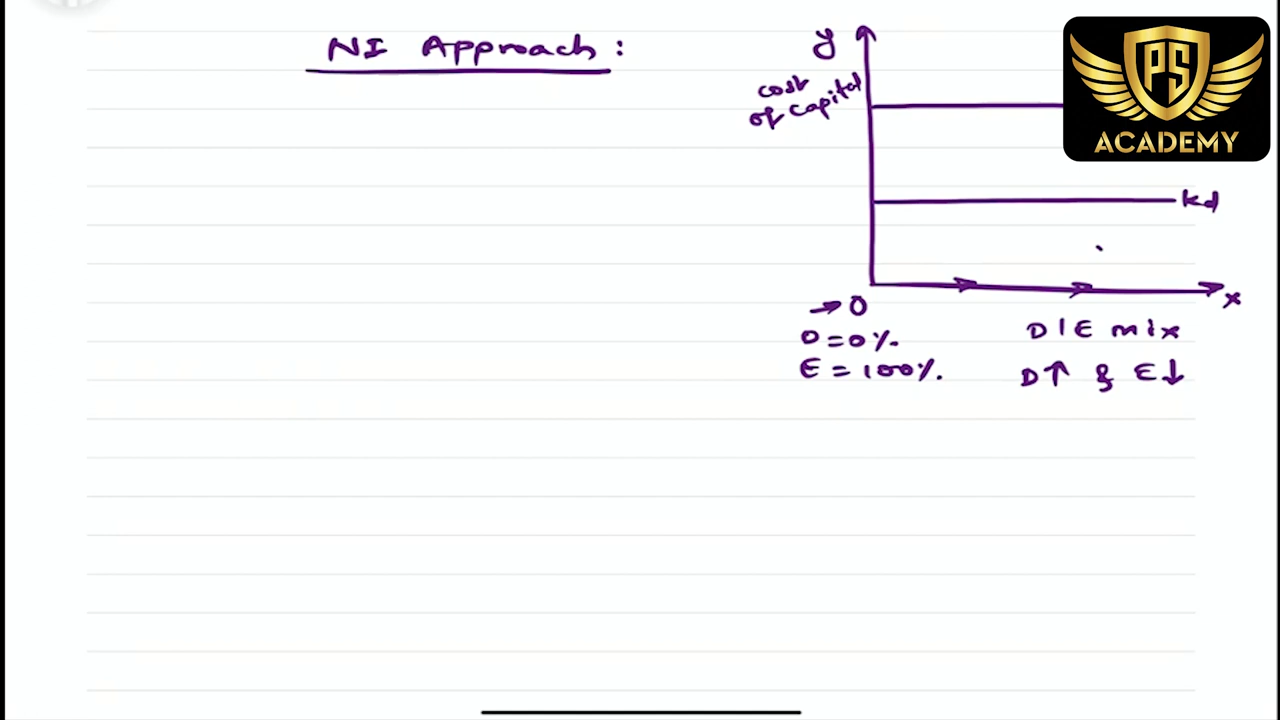 NI Approach :
y
cost
of capital
PS
ACADEMY
kd
x
→ 0
D = 0%.
E = 100%.
D/E mix
D↑ & E↓